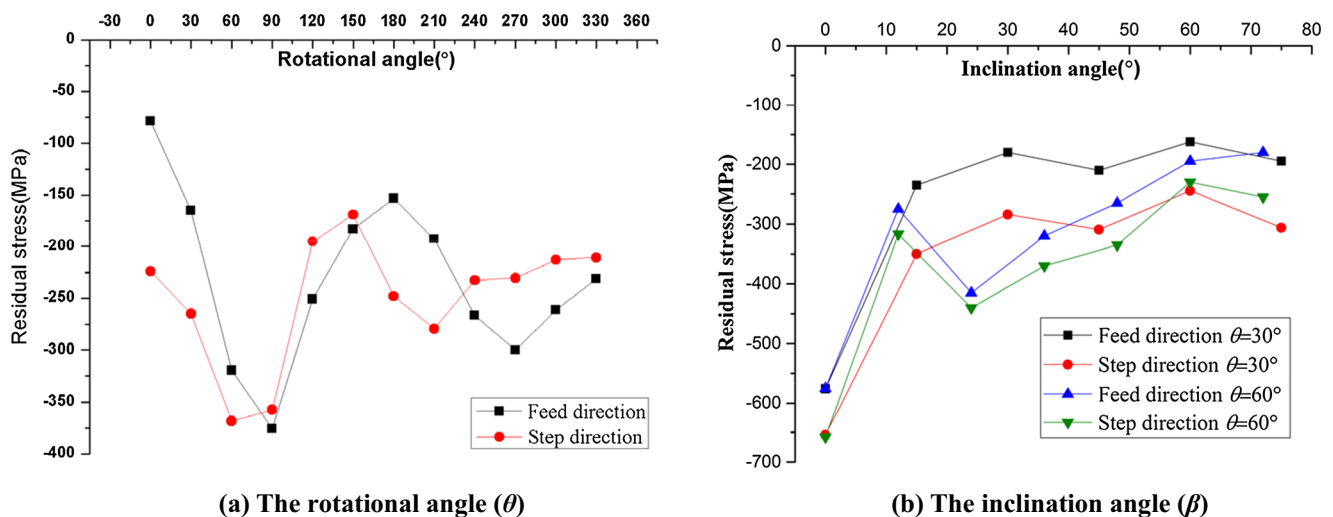 -30 0 30 60 90 120 150 180 210 240 270 300 330 360
Rotational angle(°)
0
-50
-100
-150
-200
-250
-300
-350
-400
Residual stress(MPa)
Feed direction
Step direction
(a) The rotational angle (θ)
0 10 20 30 40 50 60 70 80
Inclination angle(°)
0
-100
-200
-300
-400
-500
-600
-700
Residual stress(MPa)
Feed direction θ=30°
Step direction θ=30°
Feed direction θ=60°
Step direction θ=60°
(b) The inclination angle (β)